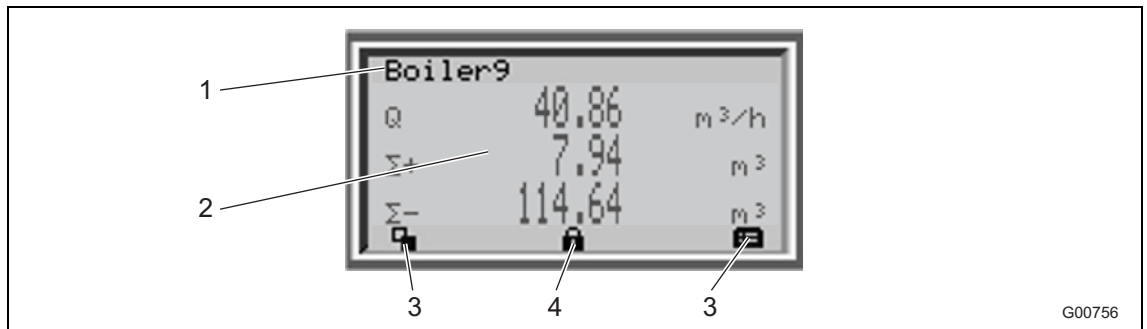 1
Boiler9
Q 40.86 m³/h
2
Σ+ 7.94 m³
Σ- 114.64 m³
3 4 3
G00756